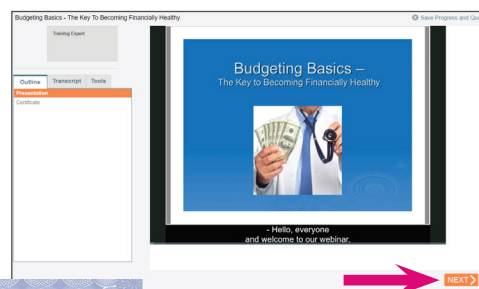 Budgeting Basics - The Key To Becoming Financially Healthy
Save Progress and Quit
Training Expert
Outline Transcript Tools
Presentation
Certificate
Budgeting Basics –
The Key to Becoming Financially Healthy
- Hello, everyone
and welcome to our webinar,
NEXT